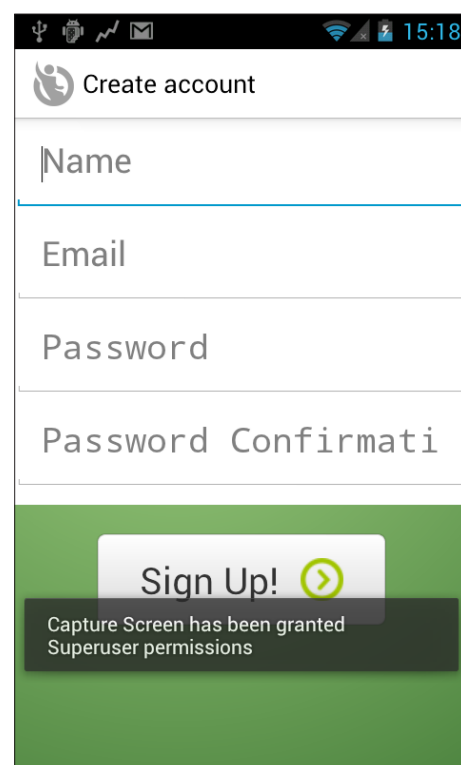 15:18
Create account
Name
Email
Password
Password Confirmati
Sign Up!
Capture Screen has been granted
Superuser permissions